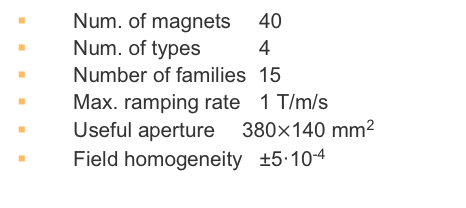 ▪ Num. of magnets 40
▪ Num. of types 4
▪ Number of families 15
▪ Max. ramping rate 1 T/m/s
▪ Useful aperture 380×140 mm²
▪ Field homogeneity ±5·10⁻⁴